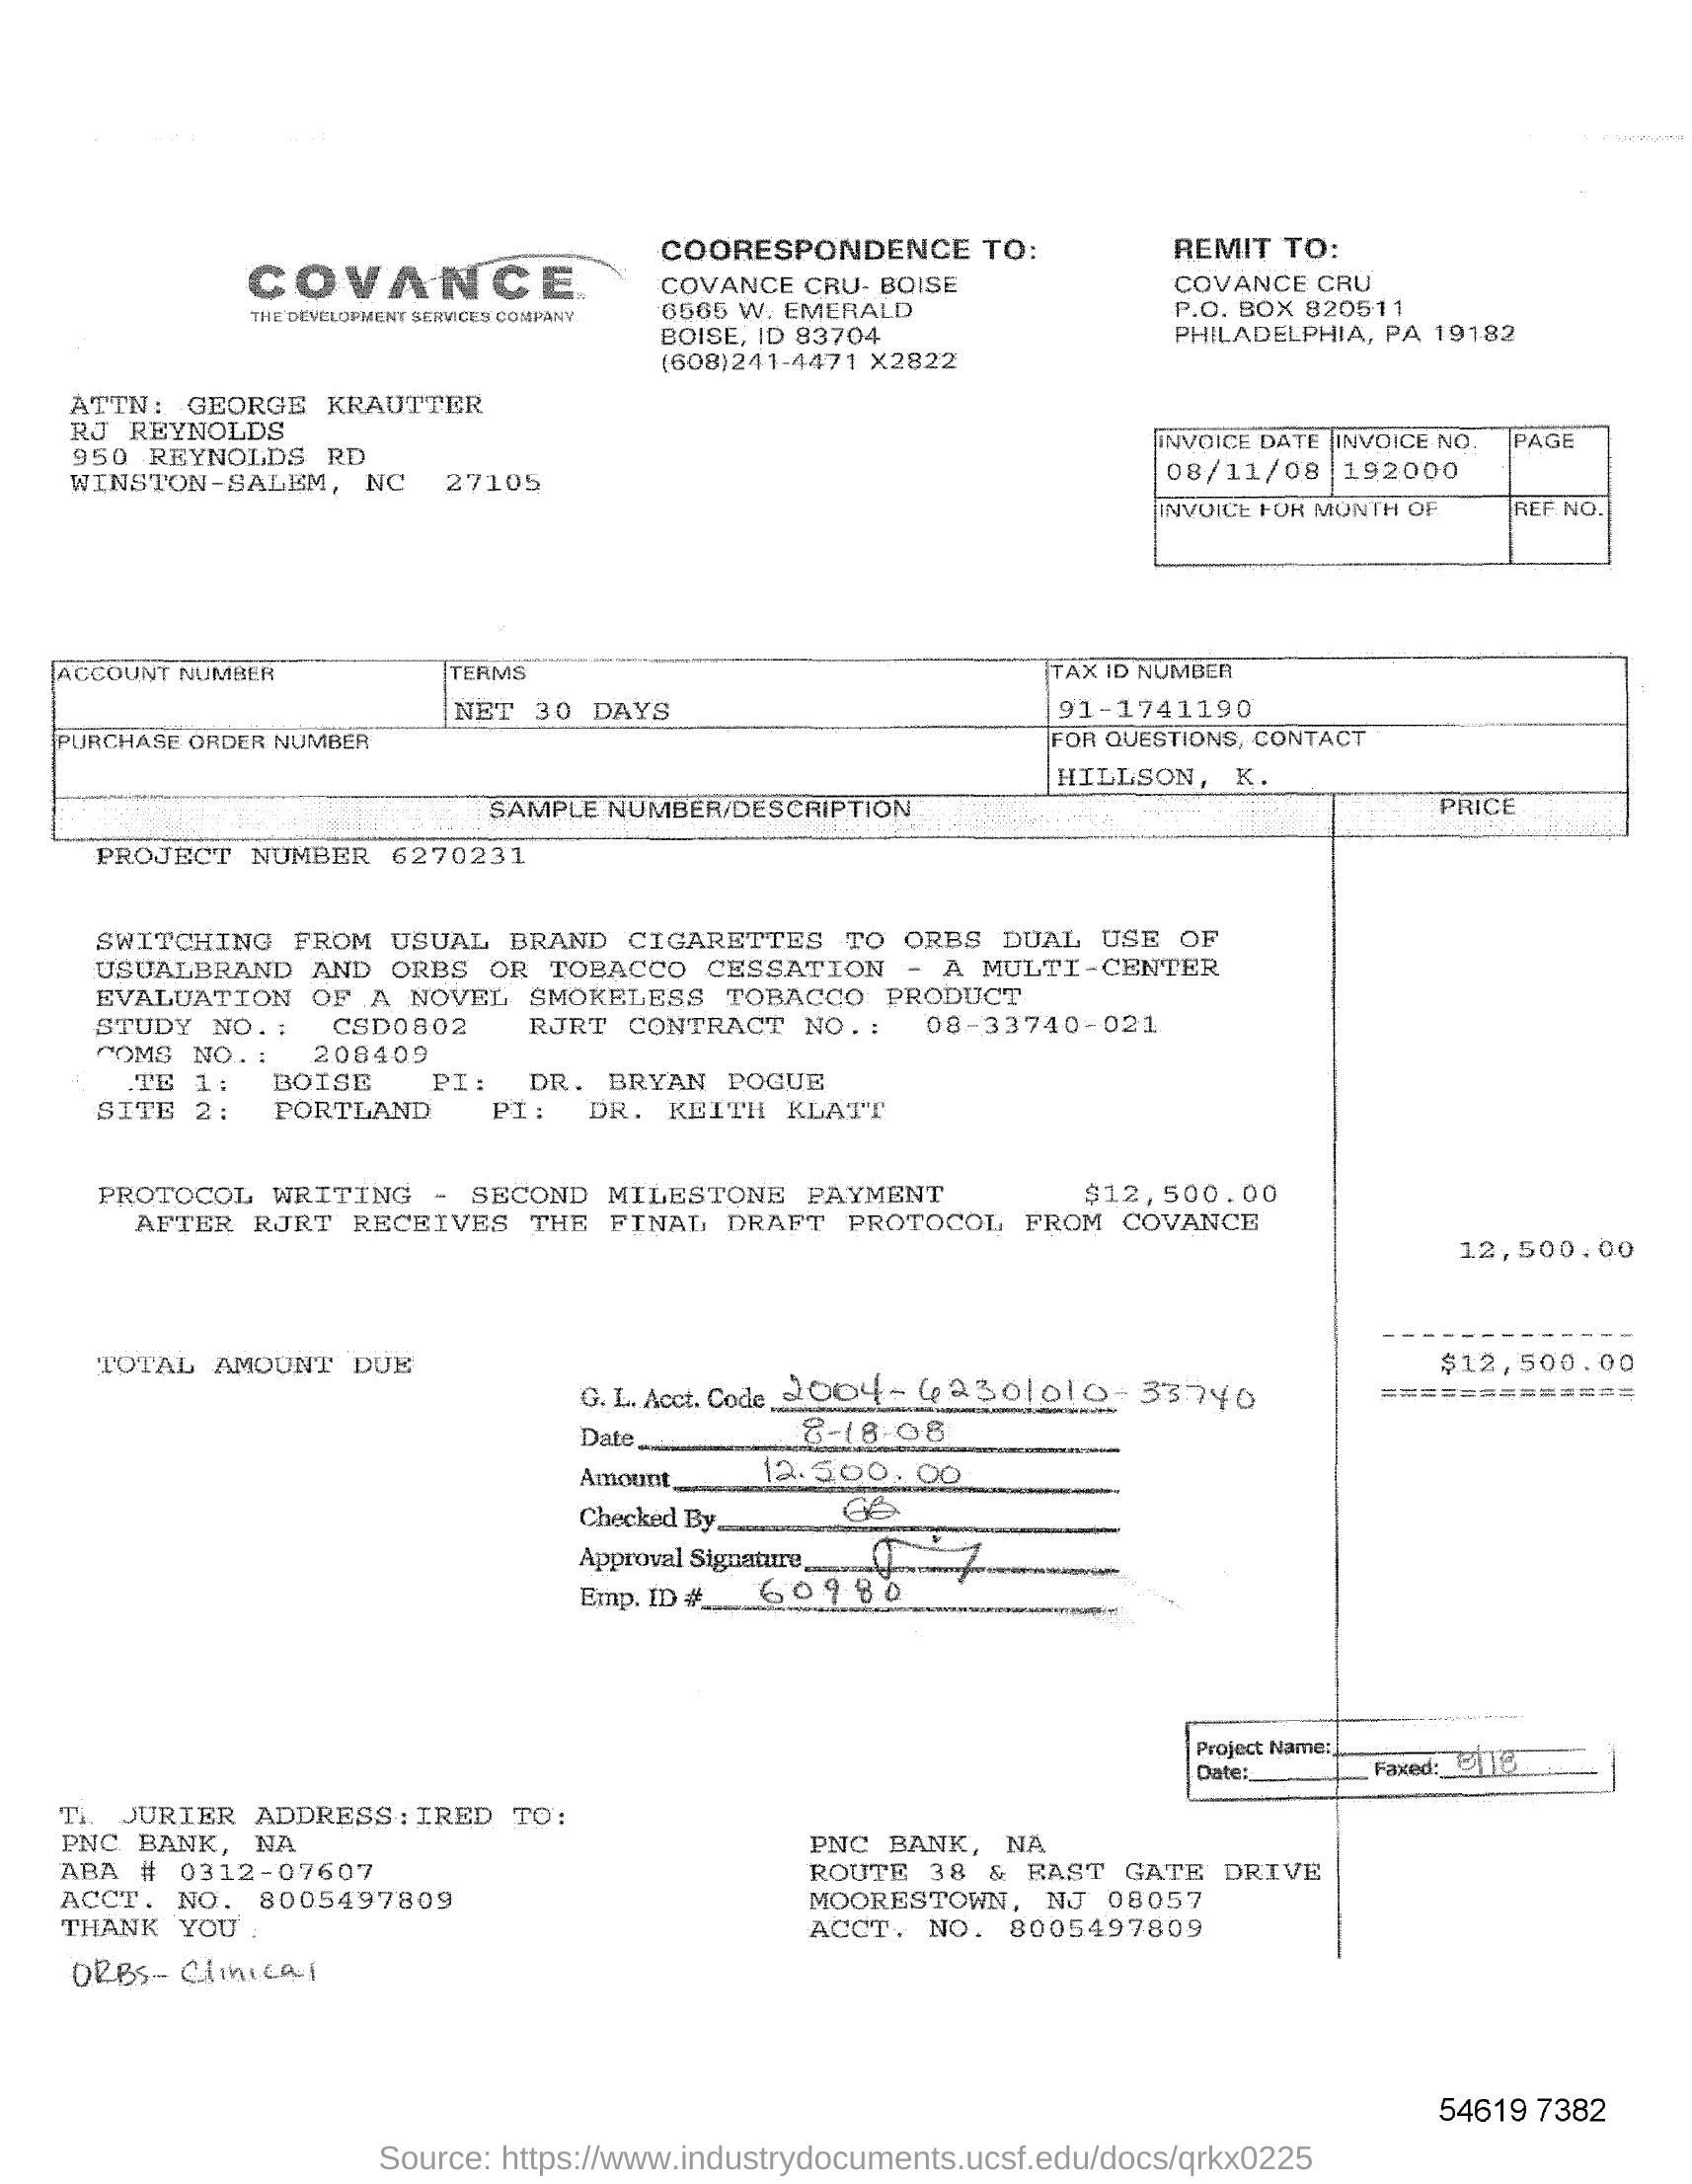 COVANCE
THE DEVELOPMENT SERVICES COMPANY
COORESPONDENCE TO:
COVANCE CRU- BOISE
6565 W. EMERALD
BOISE, ID 83704
(608)241-4471 X2822
REMIT TO:
COVANCE CRU
P.O. BOX 820511
PHILADELPHIA, PA 19182
ATTN: GEORGE KRAUTTER
RJ REYNOLDS
950 REYNOLDS RD
WINSTON-SALEM, NC 27105
INVOICE DATE INVOICE NO. PAGE
08/11/08 192000
INVOICE FOR MONTH OF REF NO.
ACCOUNT NUMBER TERMS TAX ID NUMBER
NET 30 DAYS 91-1741190
PURCHASE ORDER NUMBER FOR QUESTIONS, CONTACT
HILLSON, K.
SAMPLE NUMBER/DESCRIPTION PRICE
PROJECT NUMBER 6270231
SWITCHING FROM USUAL BRAND CIGARETTES TO ORBS DUAL USE OF
USUALBRAND AND ORBS OR TOBACCO CESSATION - A MULTI-CENTER
EVALUATION OF A NOVEL SMOKELESS TOBACCO PRODUCT
STUDY NO.: CSD0802 RJRT CONTRACT NO.: 08-33740-021
COMS NO.: 208409
TE 1: BOISE PI: DR. BRYAN POGUE
SITE 2: PORTLAND PI: DR. KEITH KLATT
PROTOCOL WRITING - SECOND MILESTONE PAYMENT $12,500.00
AFTER RJRT RECEIVES THE FINAL DRAFT PROTOCOL FROM COVANCE
12,500.00
TOTAL AMOUNT DUE $12,500.00
G. L. Acct. Code 2004-62301010-33740
Date 8-18-08
Amount 12.500.00
Checked By GB
Approval Signature
Emp. ID # 60980
Project Name:
Date: Faxed: 8/18
JURIER ADDRESS:IRED TO:
PNC BANK, NA
ABA # 0312-07607
ACCT. NO. 8005497809
THANK YOU
PNC BANK, NA
ROUTE 38 & EAST GATE DRIVE
MOORESTOWN, NJ 08057
ACCT. NO. 8005497809
ORBS- Clinical
54619 7382
Source: https://www.industrydocuments.ucsf.edu/docs/qrkx0225